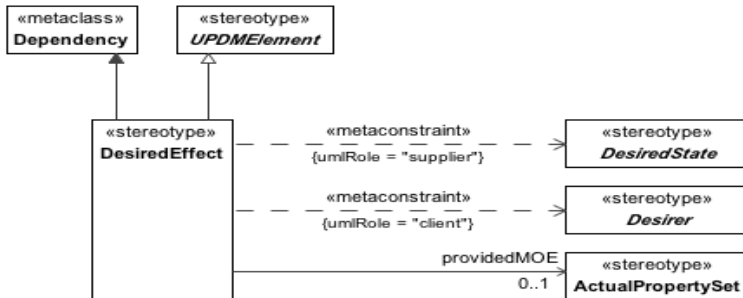 «metaclass»
Dependency
«stereotype»
UPDMElement
«stereotype»
DesiredEffect
«metaconstraint»
{umlRole = "supplier"}
«stereotype»
DesiredState
«metaconstraint»
{umlRole = "client"}
«stereotype»
Desirer
providedMOE
0..1
«stereotype»
ActualPropertySet